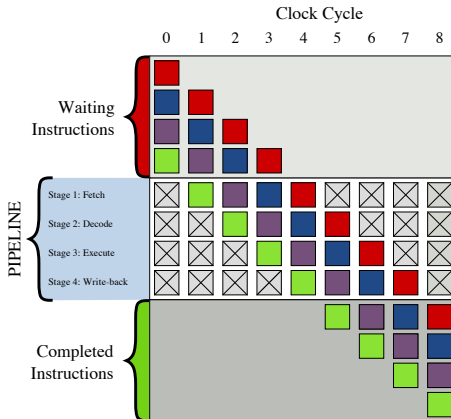 Clock Cycle
0 1 2 3 4 5 6 7 8
Waiting
Instructions
PIPELINE
Stage 1: Fetch
Stage 2: Decode
Stage 3: Execute
Stage 4: Write-back
Completed
Instructions